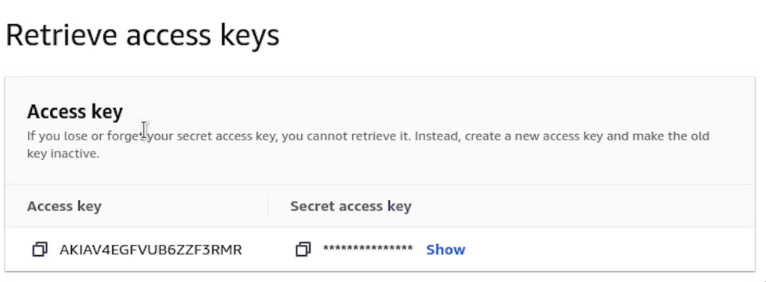 Retrieve access keys
Access key
If you lose or forget your secret access key, you cannot retrieve it. Instead, create a new access key and make the old
key inactive.
Access key Secret access key
AKIAV4EGFVUB6ZZF3RMR *************** Show